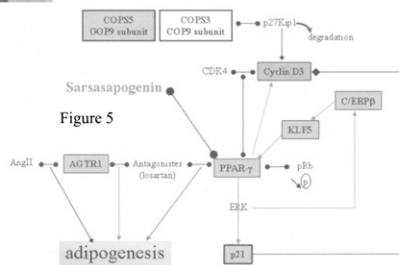 COPS5
COP9 subunit
COPS3
COP9 subunit
p27Kip1
degradation
CDK4
Cyclin D3
Sarsasapogenin
C/EBPβ
Figure 5
KLF5
AngII
AGTR1
Antagonistes
(losartan)
PPAR-γ
pRb
p
ERK
adipogenesis
p21